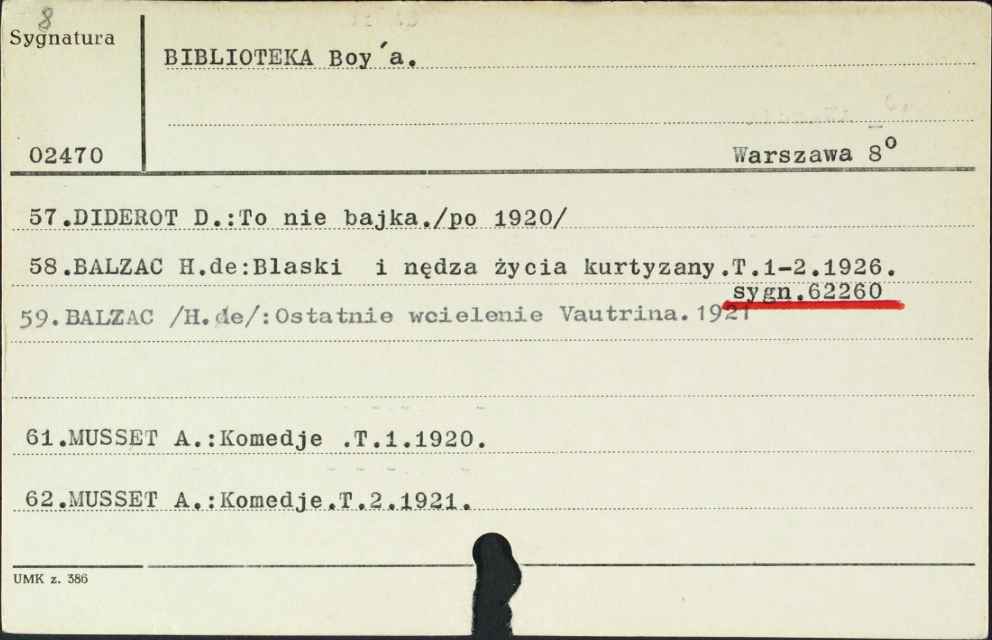 8
Sygnatura
BIBLIOTEKA Boy´a.
02470
Warszawa 8⁰
57.DIDEROT D.:To nie bajka./po 1920/
58.BALZAC H.de:Blaski i nędza życia kurtyzany.T.1-2.1926.
sygn.62260
59.BALZAC /H.de/:Ostatnie wcielenie Vautrina.1921
61.MUSSET A.:Komedje .T.1.1920.
62.MUSSET A.:Komedje.T.2.1921.
UMK z. 386